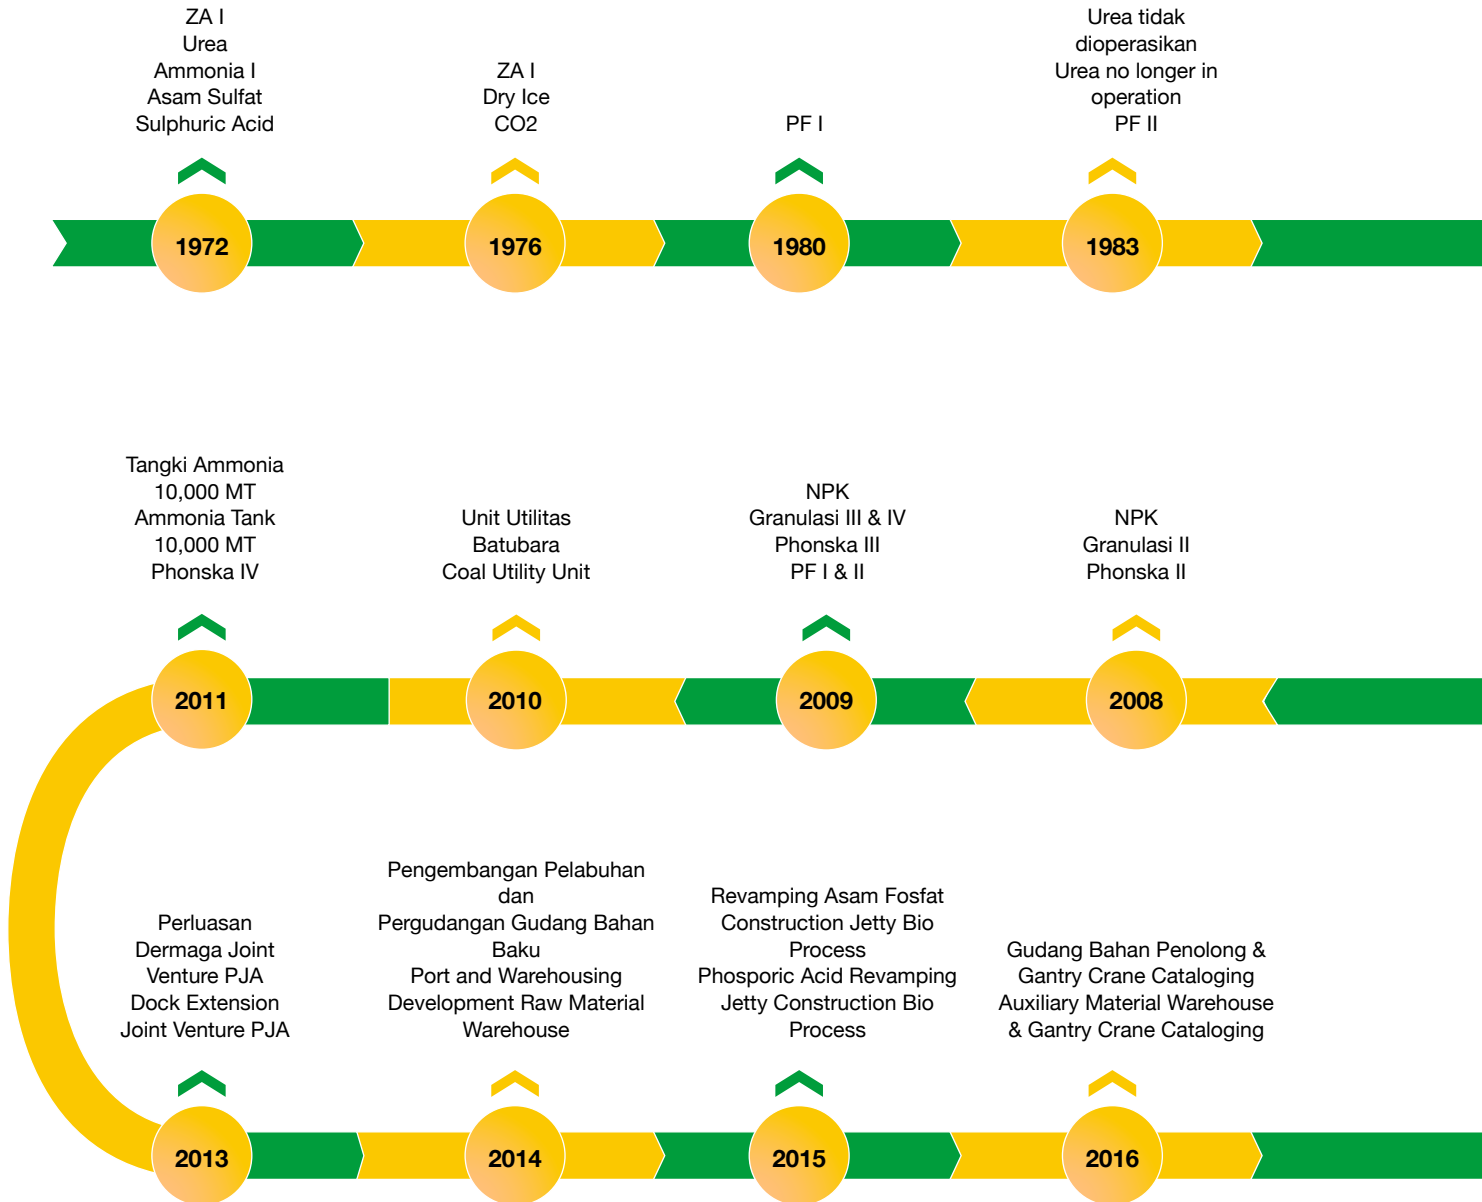 ZA I
Urea
Ammonia I
Asam Sulfat
Sulphuric Acid
1972
ZA I
Dry Ice
CO2
1976
PF I
1980
Urea tidak
dioperasikan
Urea no longer in
operation
PF II
1983
Tangki Ammonia
10,000 MT
Ammonia Tank
10,000 MT
Phonska IV
2011
Unit Utilitas
Batubara
Coal Utility Unit
2010
NPK
Granulasi III & IV
Phonska III
PF I & II
2009
NPK
Granulasi II
Phonska II
2008
Perluasan
Dermaga Joint
Venture PJA
Dock Extension
Joint Venture PJA
2013
Pengembangan Pelabuhan
dan
Pergudangan Gudang Bahan
Baku
Port and Warehousing
Development Raw Material
Warehouse
2014
Revamping Asam Fosfat
Construction Jetty Bio
Process
Phosporic Acid Revamping
Jetty Construction Bio
Process
2015
Gudang Bahan Penolong &
Gantry Crane Cataloging
Auxiliary Material Warehouse
& Gantry Crane Cataloging
2016